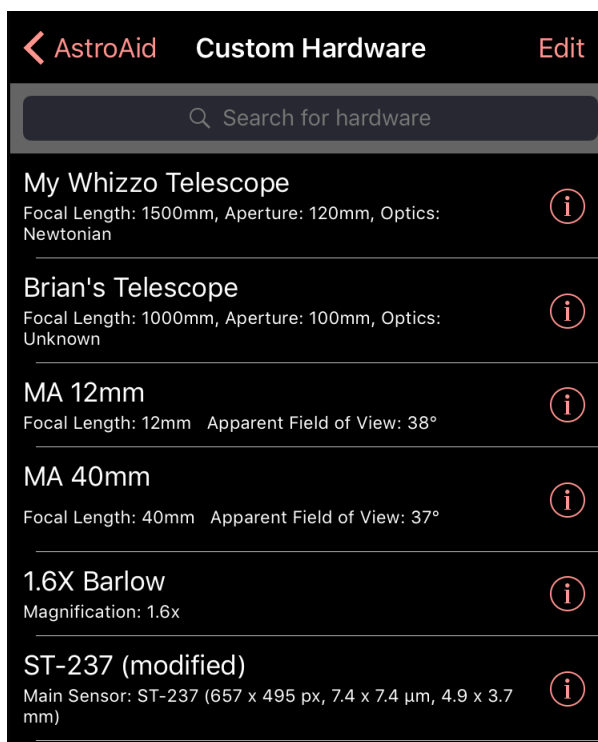 AstroAid Custom Hardware Edit
Search for hardware
My Whizzo Telescope
Focal Length: 1500mm, Aperture: 120mm, Optics:
Newtonian
Brian's Telescope
Focal Length: 1000mm, Aperture: 100mm, Optics:
Unknown
MA 12mm
Focal Length: 12mm Apparent Field of View: 38°
MA 40mm
Focal Length: 40mm Apparent Field of View: 37°
1.6X Barlow
Magnification: 1.6x
ST-237 (modified)
Main Sensor: ST-237 (657 x 495 px, 7.4 x 7.4 µm, 4.9 x 3.7
mm)